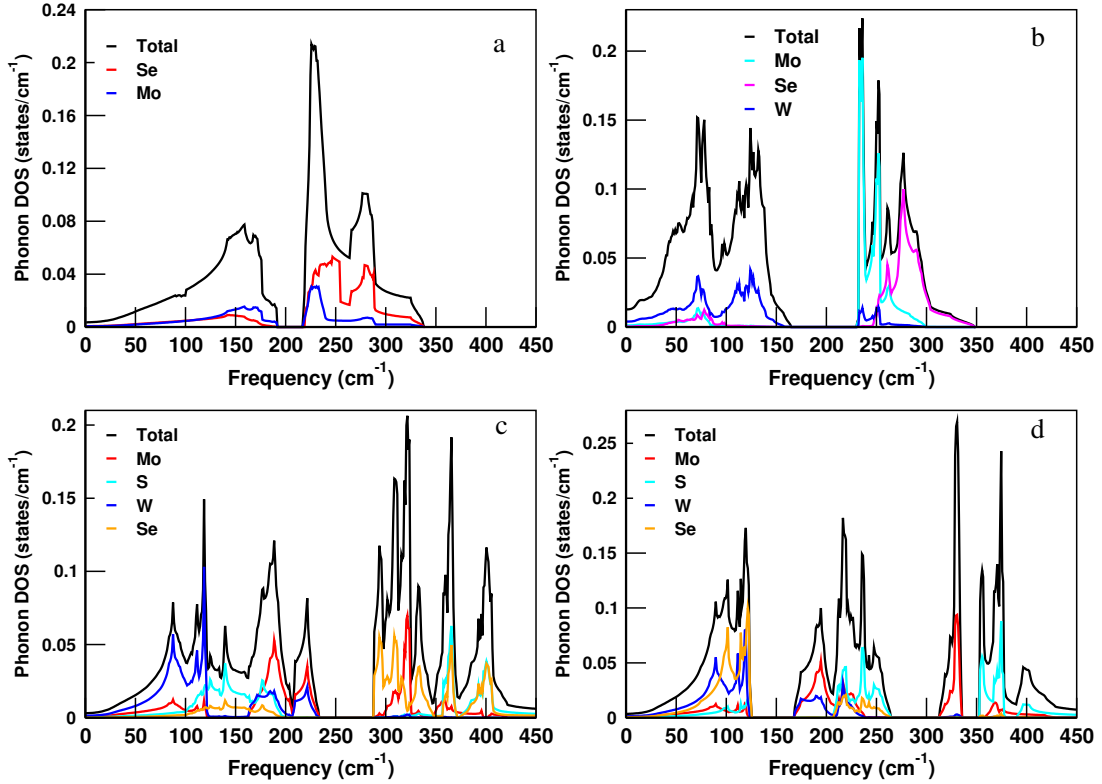 0.24
0.2
0.16
0.12
0.08
0.04
0
Phonon DOS (states/cm⁻¹)
Total
Se
Mo
a
0 50 100 150 200 250 300 350 400 450
Frequency (cm⁻¹)
0.2
0.15
0.1
0.05
0
Phonon DOS (states/cm⁻¹)
Total
Mo
Se
W
b
0 50 100 150 200 250 300 350 400 450
Frequency (cm⁻¹)
0.2
0.15
0.1
0.05
0
Phonon DOS (states/cm⁻¹)
Total
Mo
S
W
Se
c
0 50 100 150 200 250 300 350 400 450
Frequency (cm⁻¹)
0.25
0.2
0.15
0.1
0.05
0
Phonon DOS (states/cm⁻¹)
Total
Mo
S
W
Se
d
0 50 100 150 200 250 300 350 400 450
Frequency (cm⁻¹)